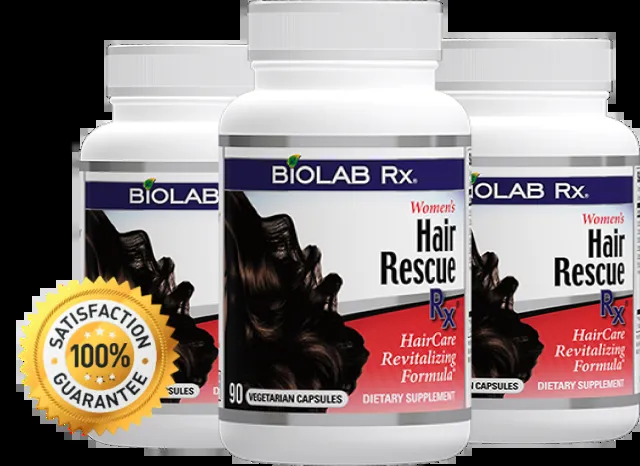 BiOLAB Rx®
Women's
Hair
Rescue
Rx
HairCare
Revitalizing
Formula*
90 VEGETARIAN CAPSULES
DIETARY SUPPLEMENT
BiOLAB
SATISFACTION
100%
GUARANTEE
OLAB Rx®
Women's
Hair
Rescue
Rx
HairCare
Revitalizing
Formula*
CAPSULES
DIETARY SUPPLEMENT